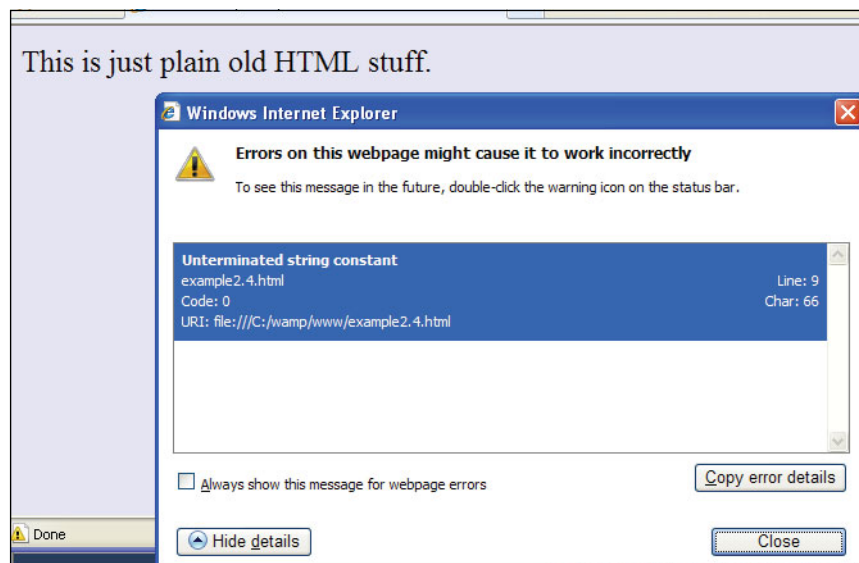 This is just plain old HTML stuff.
Windows Internet Explorer
Errors on this webpage might cause it to work incorrectly
To see this message in the future, double-click the warning icon on the status bar.
Unterminated string constant
example2.4.html Line: 9
Code: 0 Char: 66
URI: file:///C:/wamp/www/example2.4.html
Always show this message for webpage errors
Copy error details
Done
Hide details
Close